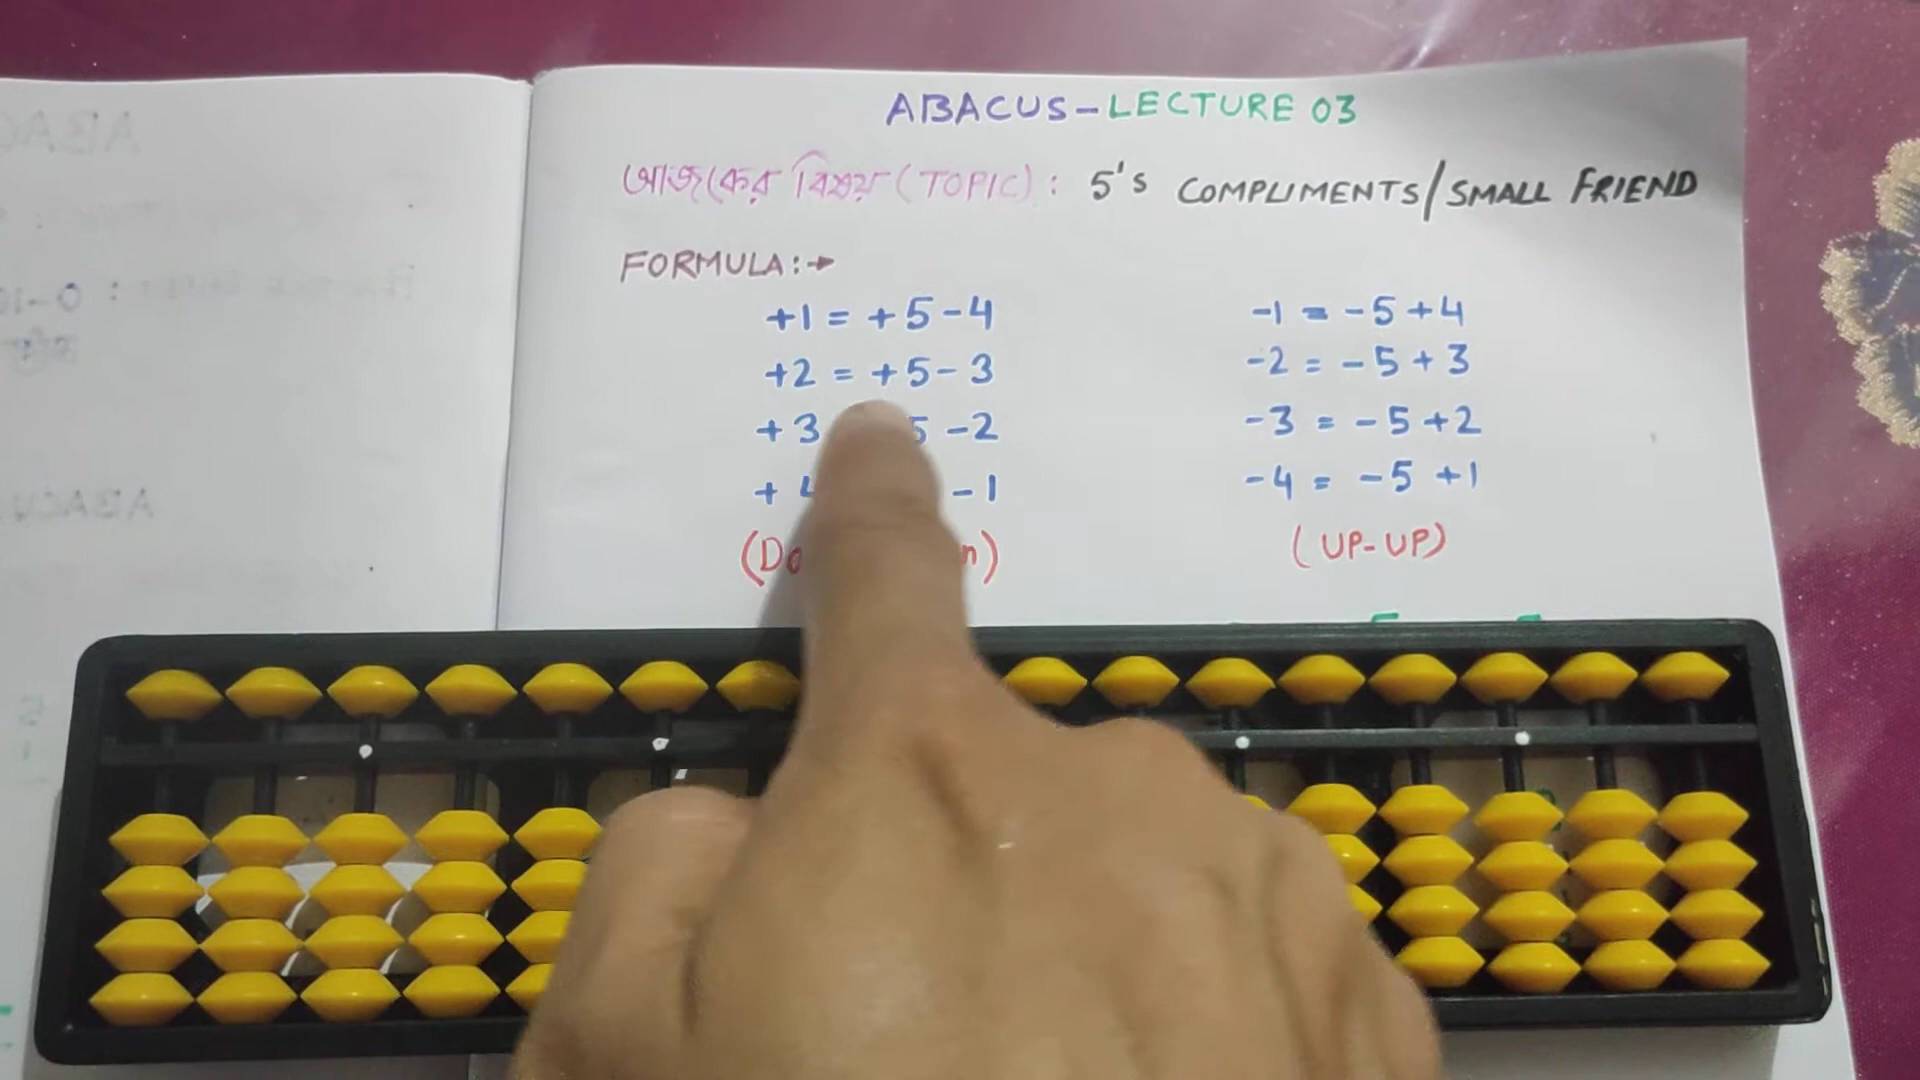 ABACUS-LECTURE 03
আজকের বিষয় (TOPIC): 5's COMPLIMENTS/SMALL FRIEND
FORMULA:→
+1 = +5-4
-1 = -5+4
+2 = +5-3
-2 = -5+3
+3 5 -2
-3 = -5+2
+ -1
-4 = -5+1
(UP-UP)